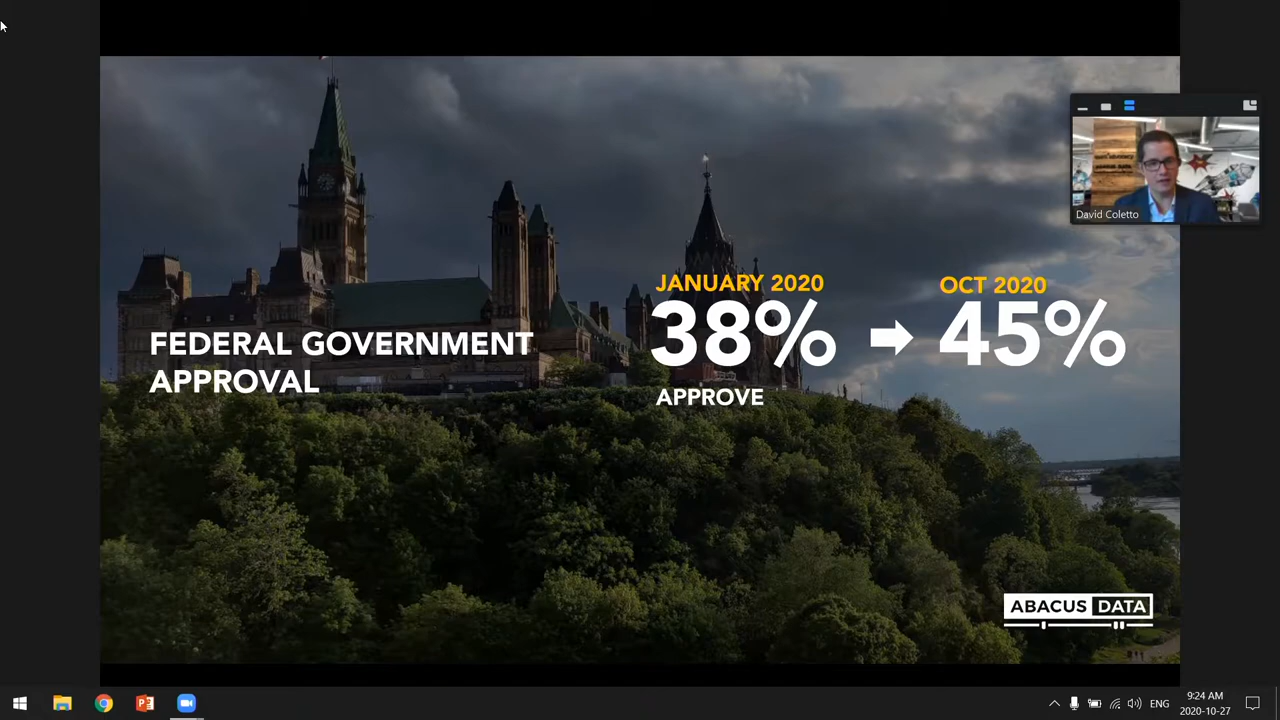 David Coletto
JANUARY 2020
OCT 2020
38%
45%
FEDERAL GOVERNMENT
APPROVAL
APPROVE
ABACUS DATA
ENG
9:24 AM
2020-10-27